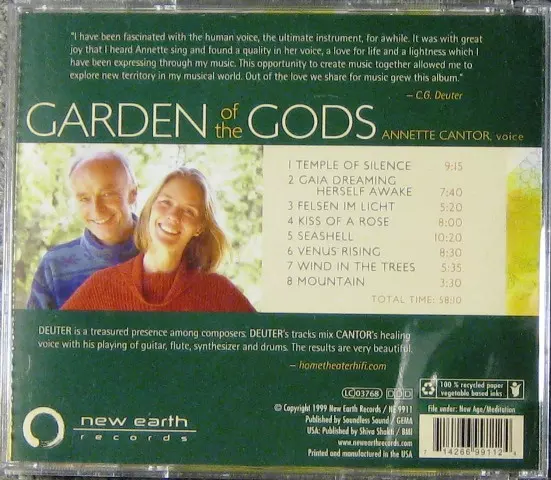 "I have been fascinated with the human voice, the ultimate instrument, for awhile. It was with great
joy that I heard Annette sing and found a quality in her voice, a love for life and a lightness which I
have been expressing through my music. This opportunity to create music together allowed me to
explore new territory in my musical world. Out of the love we share for music grew this album."
— C.G. Deuter
GARDEN of the GODS ANNETTE CANTOR, voice
1 TEMPLE OF SILENCE 9:15
2 GAIA DREAMING
HERSELF AWAKE 7:40
3 FELSEN IM LICHT 5:20
4 KISS OF A ROSE 8:00
5 SEASHELL 10:20
6 VENUS RISING 8:30
7 WIND IN THE TREES 5:35
8 MOUNTAIN 3:30
TOTAL TIME: 58:10
DEUTER is a treasured presence among composers. DEUTER's tracks mix CANTOR's healing
voice with his playing of guitar, flute, synthesizer and drums. The results are very beautiful.
— hometheaterhifi.com
new earth
records
LC 03768 DDD
© Copyright 1999 New Earth Records / NE 9911
Published by Soundless Sound / GEMA
USA: Published by Shiva Shakti / BMI
www.newearthrecords.com
Printed and manufactured in the USA
100 % recycled paper
vegetable based inks
File under: New Age/Meditation
7 14266 99112 9